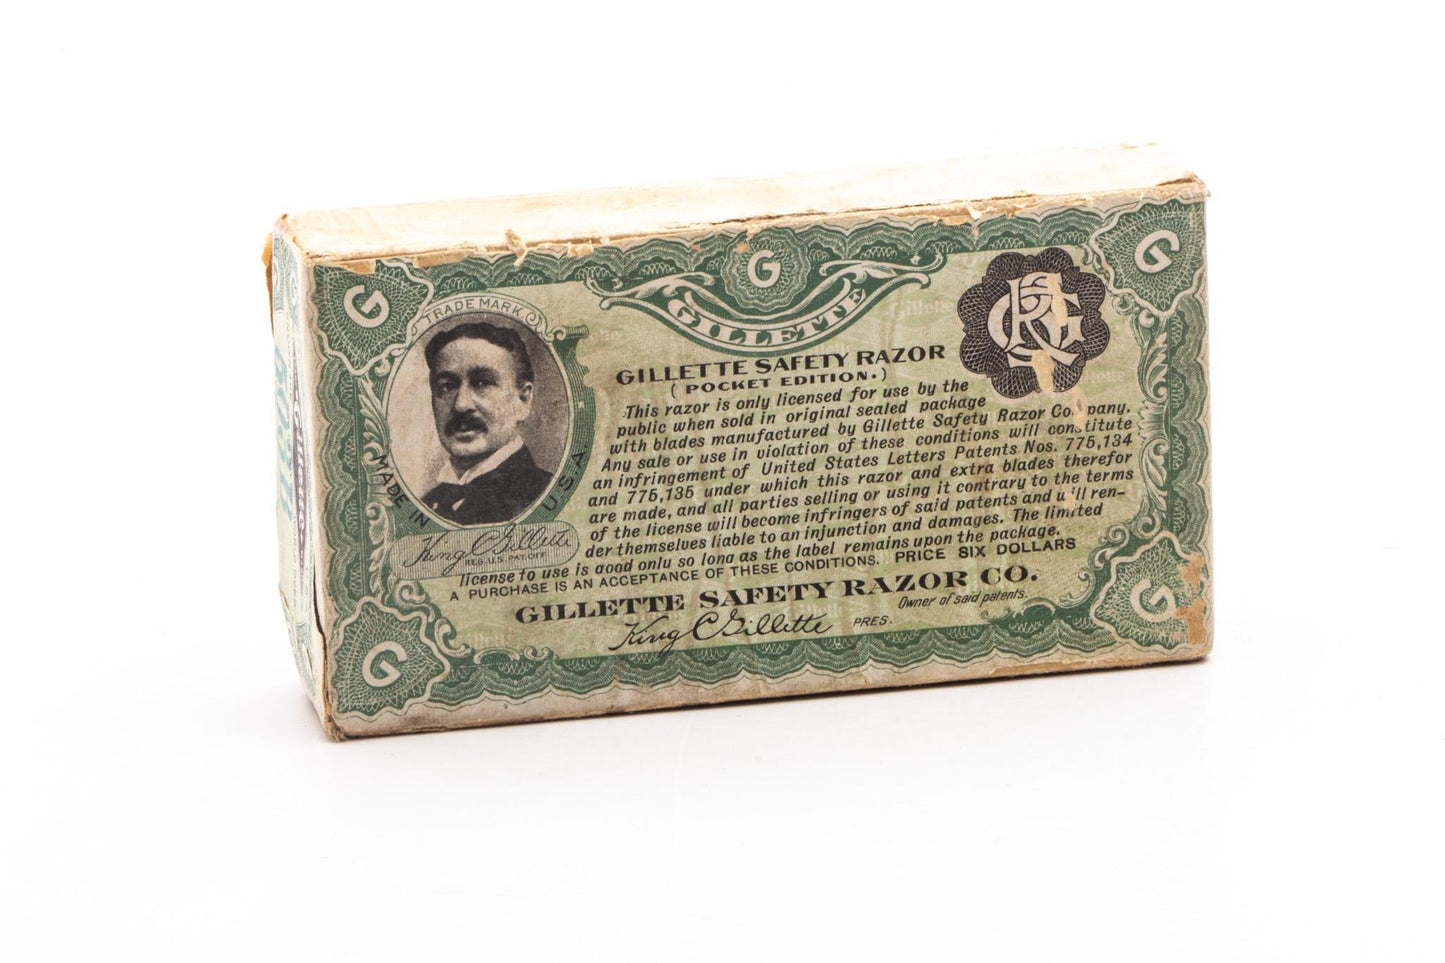 G
G
G
GILLETTE
TRADE MARK
KCG
MADE IN U.S.A.
King C Gillette
REG. U.S. PAT. OFF.
GILLETTE SAFETY RAZOR
(POCKET EDITION.)
This razor is only licensed for use by the
public when sold in original sealed package
with blades manufactured by Gillette Safety Razor Company.
Any sale or use in violation of these conditions will constitute
an infringement of United States Letters Patents Nos. 775,134
and 775,135 under which this razor and extra blades therefor
are made, and all parties selling or using it contrary to the terms
of the license will become infringers of said patents and will ren-
der themselves liable to an injunction and damages. The limited
license to use is good only so long as the label remains upon the package.
A PURCHASE IS AN ACCEPTANCE OF THESE CONDITIONS. PRICE SIX DOLLARS
GILLETTE SAFETY RAZOR CO.
Owner of said patents.
King C Gillette PRES.
G
G